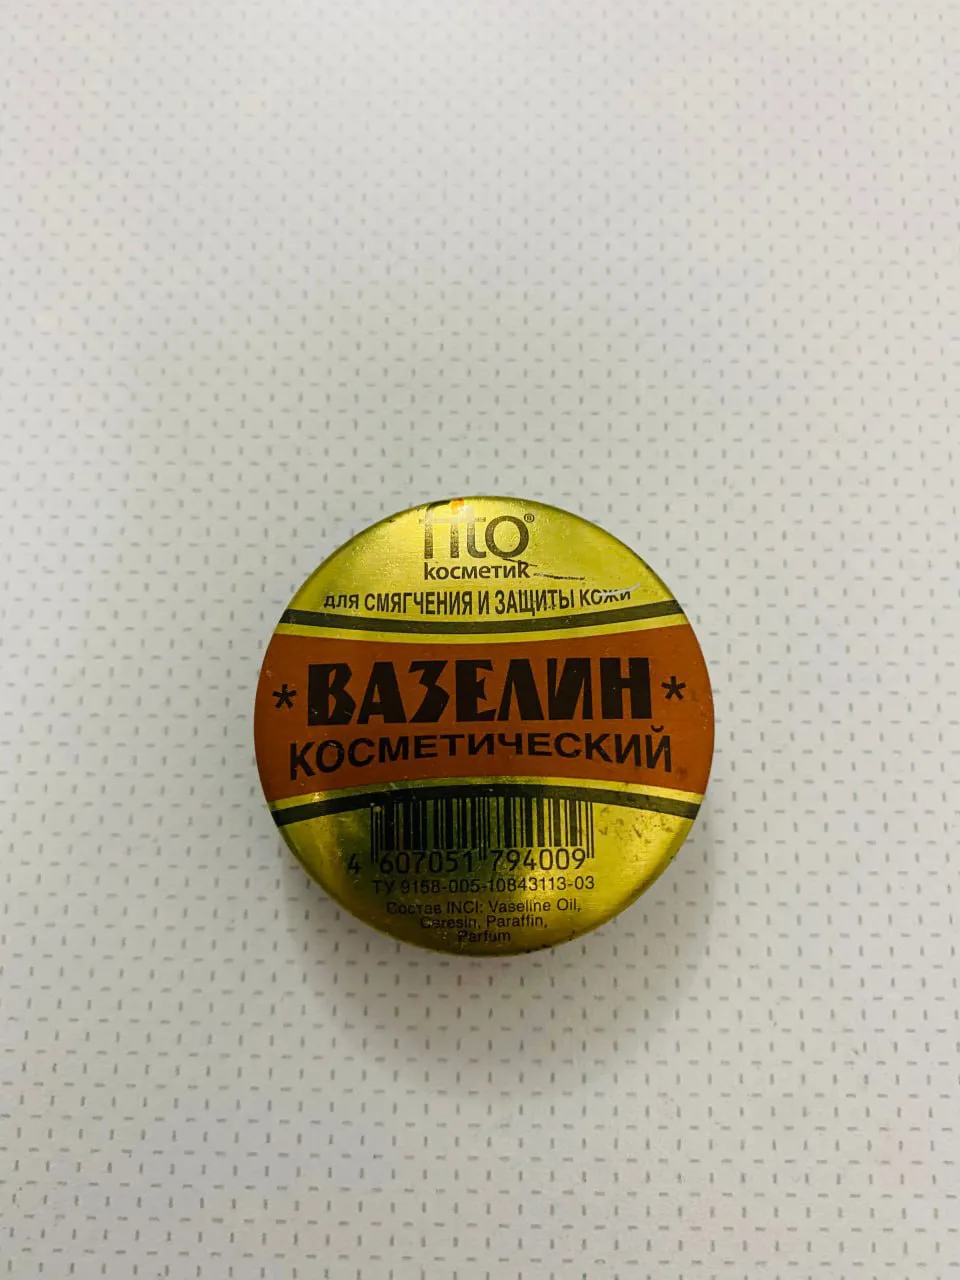 fito®
косметик
для СМЯГЧЕНИЯ И ЗАЩИТЫ КОЖИ
* ВАЗЕЛИН *
КОСМЕТИЧЕСКИЙ
4 607051 794009
ТУ 9158-005-10843113-03
Состав INCI: Vaseline Oil,
Ceresin, Paraffin,
Parfum